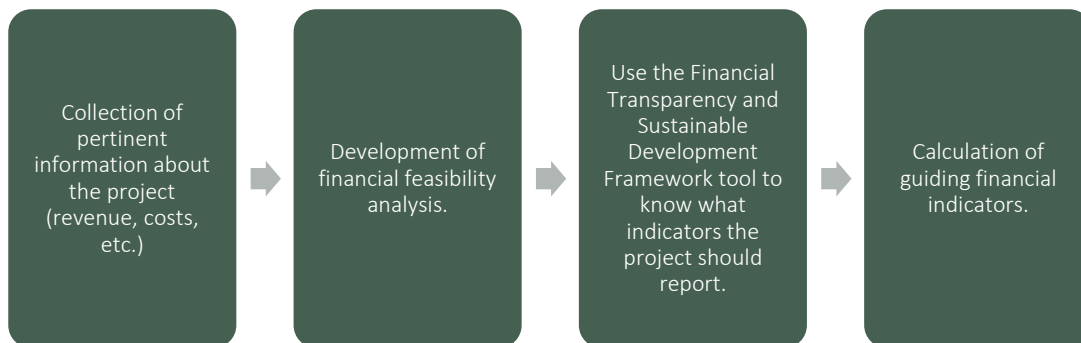 Collection of
pertinent
information about
the project
(revenue, costs,
etc.)
Development of
financial feasibility
analysis.
Use the Financial
Transparency and
Sustainable
Development
Framework tool to
know what
indicators the
project should
report.
Calculation of
guiding financial
indicators.